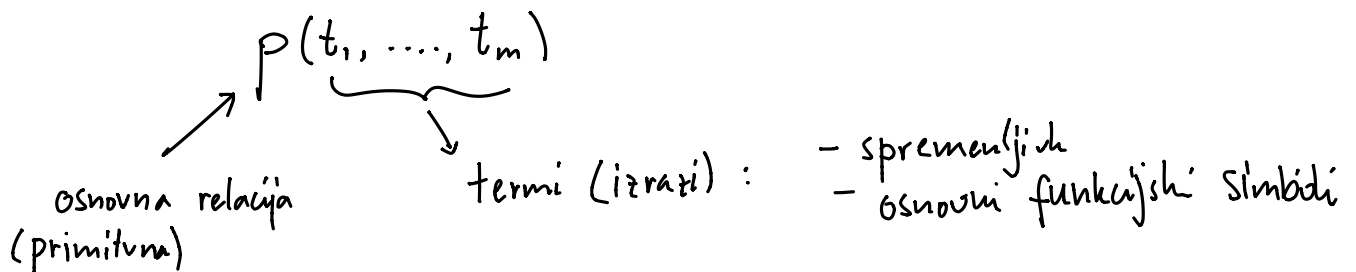 p(t₁, ...., tₘ)
termi (izrazi) :
- spremenljivk
- osnovni funkcijski simboli
osnovna relacija
(primitivna)